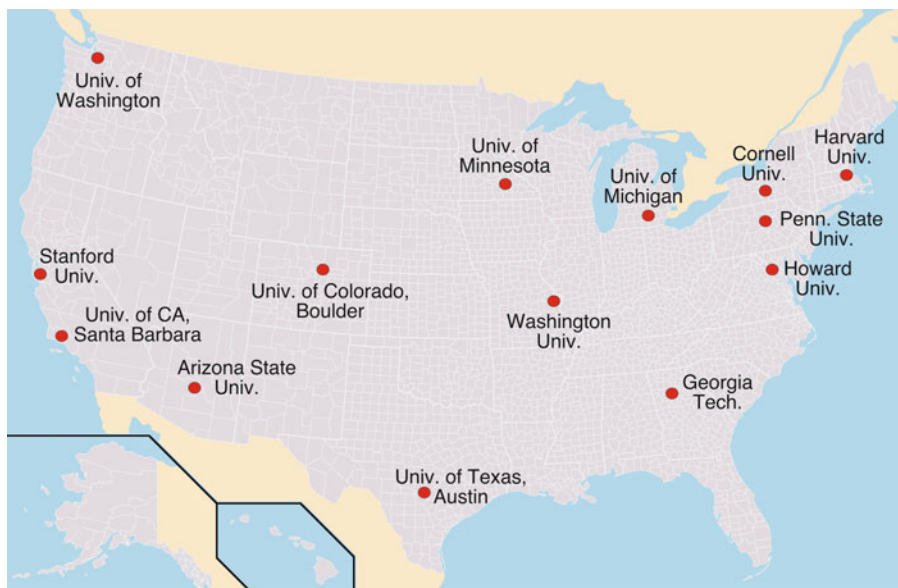 Univ. of
Washington
Univ. of
Minnesota
Univ. of
Michigan
Cornell
Univ.
Harvard
Univ.
Penn. State
Univ.
Howard
Univ.
Stanford
Univ.
Univ. of Colorado,
Boulder
Univ. of CA,
Santa Barbara
Washington
Univ.
Arizona State
Univ.
Georgia
Tech.
Univ. of Texas,
Austin